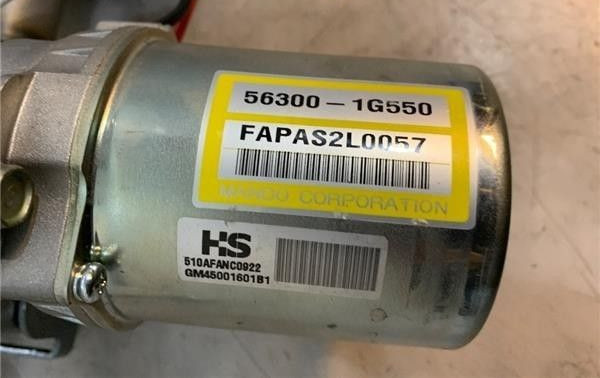 56300-1G550
FAPAS2L0057
MANDO CORPORATION
HS
510AFANC0922
GM45001601B1